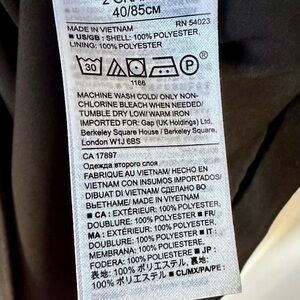 40/85CM
MADE IN VIETNAM RN 54023
■ US/GB : SHELL: 100% POLYESTER,
LINING: 100% POLYESTER
30 P
1166
MACHINE WASH COLD/ ONLY NON-
CHLORINE BLEACH WHEN NEEDED/
TUMBLE DRY LOW/ WARM IRON
IMPORTED FOR: Gap (UK Holdings) Ltd.
Berkeley Square House / Berkeley Square,
London W1J 6BS
CA 17897
Одежда второго слоя
FABRIQUE AU VIETNAM/ HECHO EN
VIETNAM CON INSUMOS IMPORTADOS/
DIBUAT DI VIETNAM СДЕЛАНО ВО
ВЬЕТНАМЕ/ MADE IN VIETNAM
■ CA : EXTÉRIEUR: 100% POLYESTER,
DOUBLURE: 100% POLYESTER ■ FR/
MA : EXTÉRIEUR: 100% POLYESTER,
DOUBLURE: 100% POLYESTER ■ IT :
MEMBRANA: 100% POLIESTERE,
FODERA: 100% POLIESTERE ■ JP :
表地: 100% ポリエステル, 裏地:
100% ポリエステル ■ CL/MX/PA/PE :